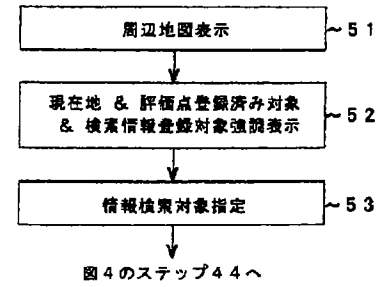 周辺地図表示
~51
現在地 & 評価点登録済み対象
& 検索情報登録対象強調表示
~52
情報検索対象指定
~53
図4のステップ44へ